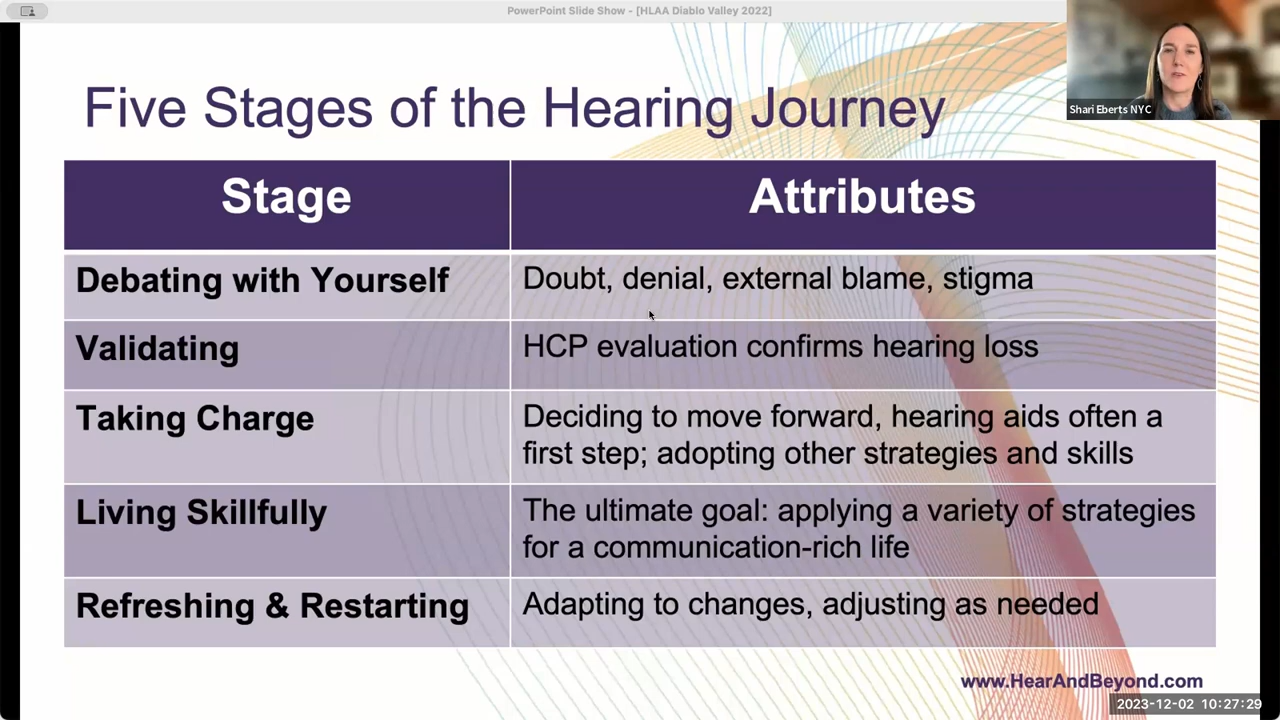 PowerPoint Slide Show - [HLAA Diablo Valley 2022]
Shari Eberts NYC
Five Stages of the Hearing Journey
Stage
Attributes
Debating with Yourself
Doubt, denial, external blame, stigma
Validating
HCP evaluation confirms hearing loss
Taking Charge
Deciding to move forward, hearing aids often a
first step; adopting other strategies and skills
Living Skillfully
The ultimate goal: applying a variety of strategies
for a communication-rich life
Refreshing & Restarting
Adapting to changes, adjusting as needed
www.HearAndBeyond.com
2023-12-02 10:27:29